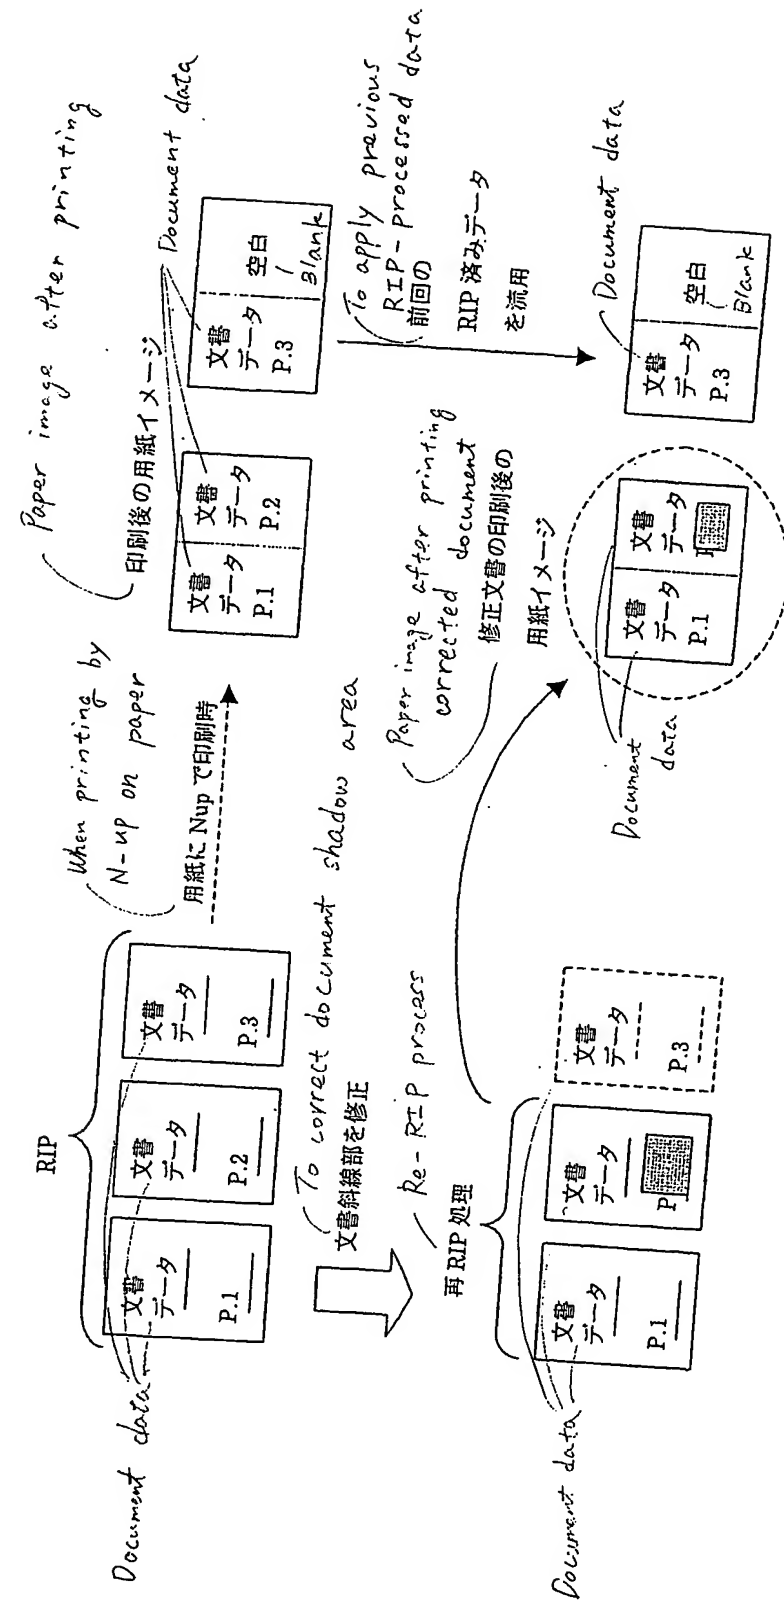 RIP
Document data
文書
データ
P.1
文書
データ
P.2
文書
データ
P.3
When printing by
N-up on paper
用紙に Nup で印刷時
Paper image after printing
印刷後の用紙イメージ
文書
データ
P.1
文書
データ
P.2
文書
データ
P.3
空白
Blank
Document data
To correct document shadow area
文書斜線部を修正
Re-RIP process
再 RIP 処理
To apply previous
RIP-processed data
前回の
RIP 済みデータ
を流用
Document data
文書
データ
P.1
文書
データ
P
文書
データ
P.3
Paper image after printing
corrected document
修正文書の印刷後の
用紙イメージ
文書
データ
P.1
文書
データ
Document
data
文書
データ
P.3
空白
Blank
Document data